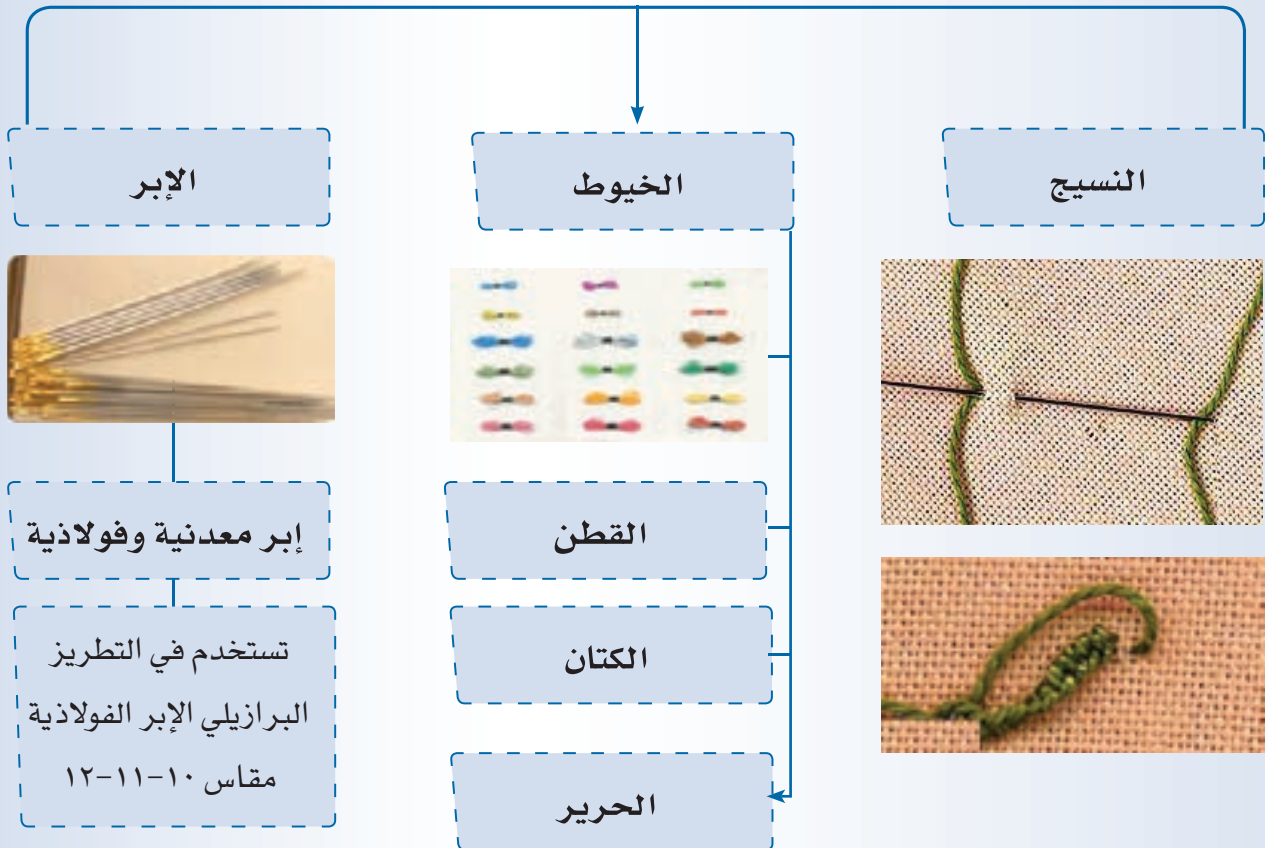 النسيج
الخيوط
الإبر
القطن
الكتان
الحرير
إبر معدنية وفولاذية
تستخدم في التطريز
البرازيلي الإبر الفولاذية
مقاس ١٠-١١-١٢